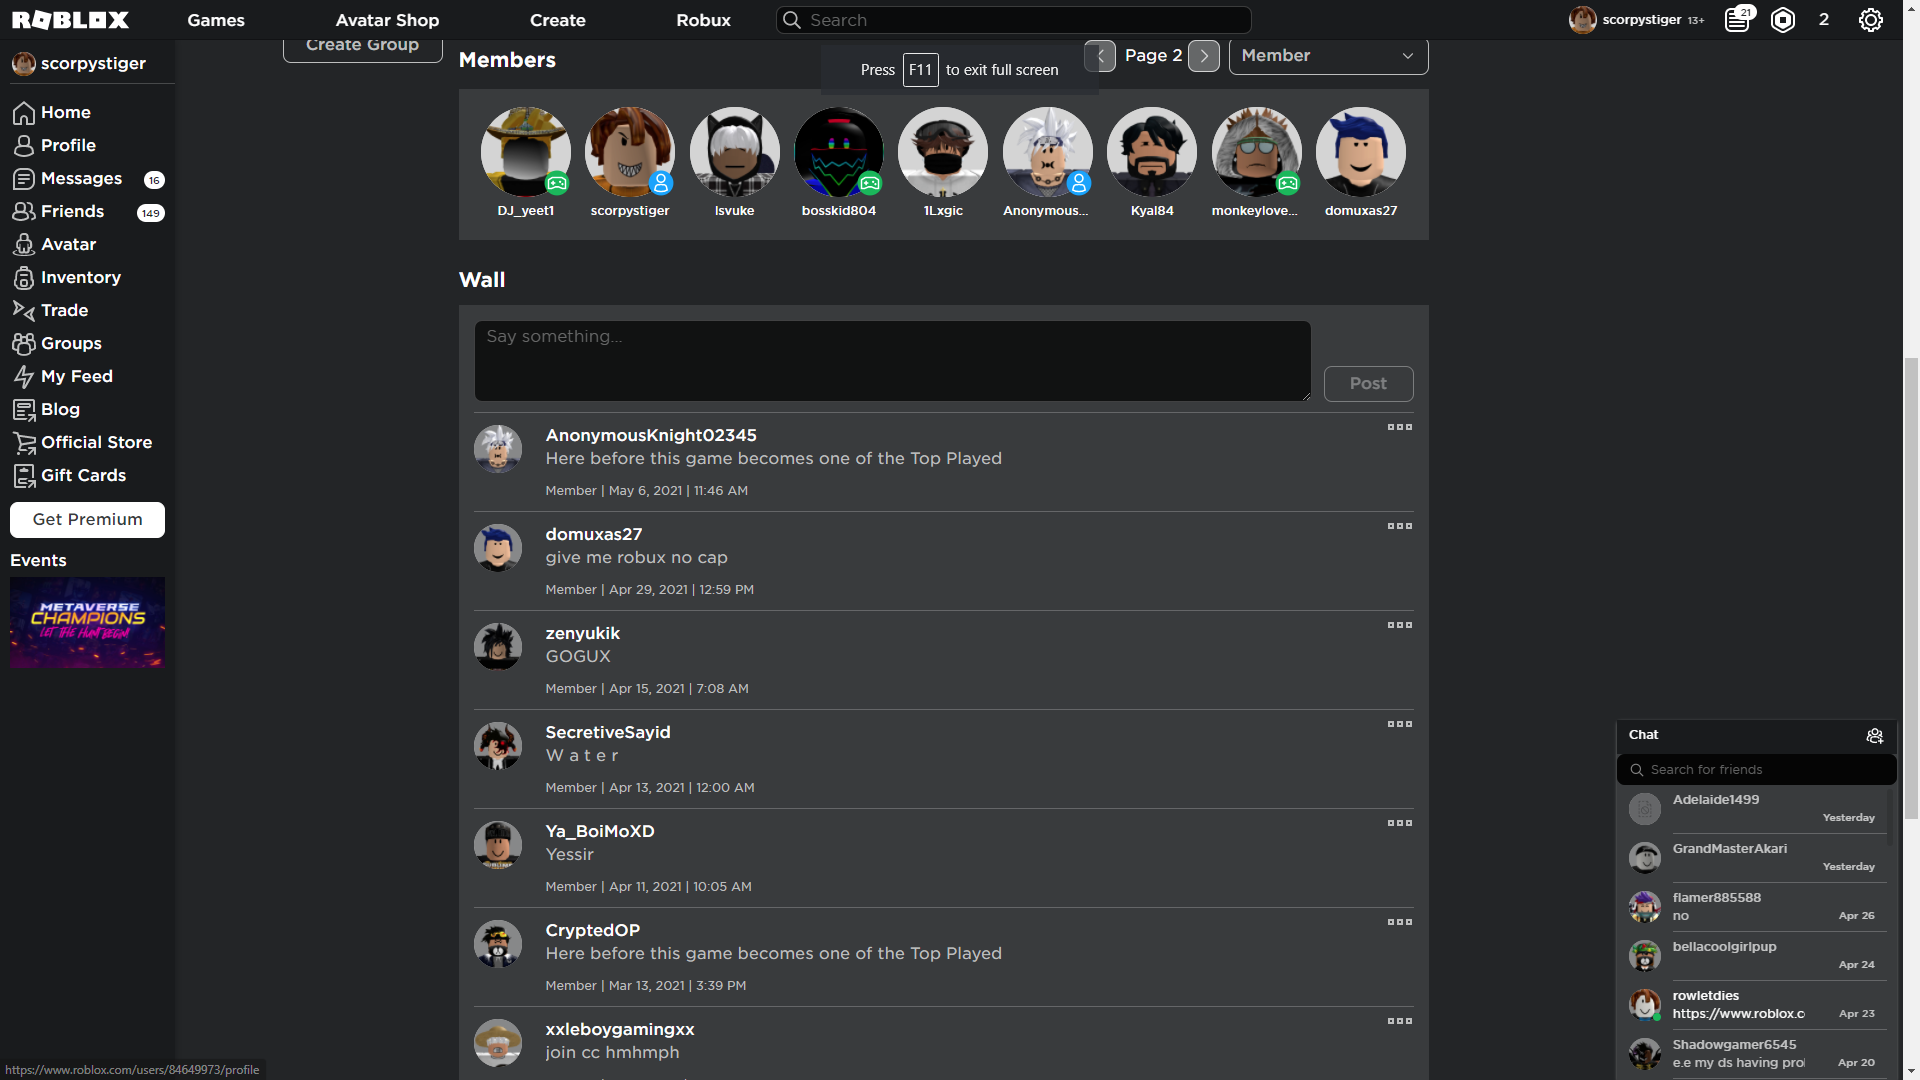 ROBLOX
Games
Avatar Shop
Create
Robux
Search
scorpystiger 13+
21
2
scorpystiger
Home
Profile
Messages 16
Friends 149
Avatar
Inventory
Trade
Groups
My Feed
Blog
Official Store
Gift Cards
Get Premium
Events
METAVERSE
CHAMPIONS
LET THE HUNT BEGIN
Create Group
Members
Press F11 to exit full screen
Page 2
Member
DJ_yeet1
scorpystiger
lsvuke
bosskid804
1Lxgic
Anonymous...
Kyal84
monkeylove...
domuxas27
Wall
Say something...
Post
AnonymousKnight02345
Here before this game becomes one of the Top Played
Member | May 6, 2021 | 11:46 AM
domuxas27
give me robux no cap
Member | Apr 29, 2021 | 12:59 PM
zenyukik
GOGUX
Member | Apr 15, 2021 | 7:08 AM
SecretiveSayid
W a t e r
Member | Apr 13, 2021 | 12:00 AM
Ya_BoiMoXD
Yessir
Member | Apr 11, 2021 | 10:05 AM
CryptedOP
Here before this game becomes one of the Top Played
Member | Mar 13, 2021 | 3:39 PM
xxleboygamingxx
join cc hmhmph
Chat
Search for friends
Adelaide1499
Yesterday
GrandMasterAkari
Yesterday
flamer885588
no
Apr 26
bellacoolgirlpup
Apr 24
rowletdies
https://www.roblox.c
Apr 23
Shadowgamer6545
e.e my ds having pro
Apr 20
https://www.roblox.com/users/84649973/profile